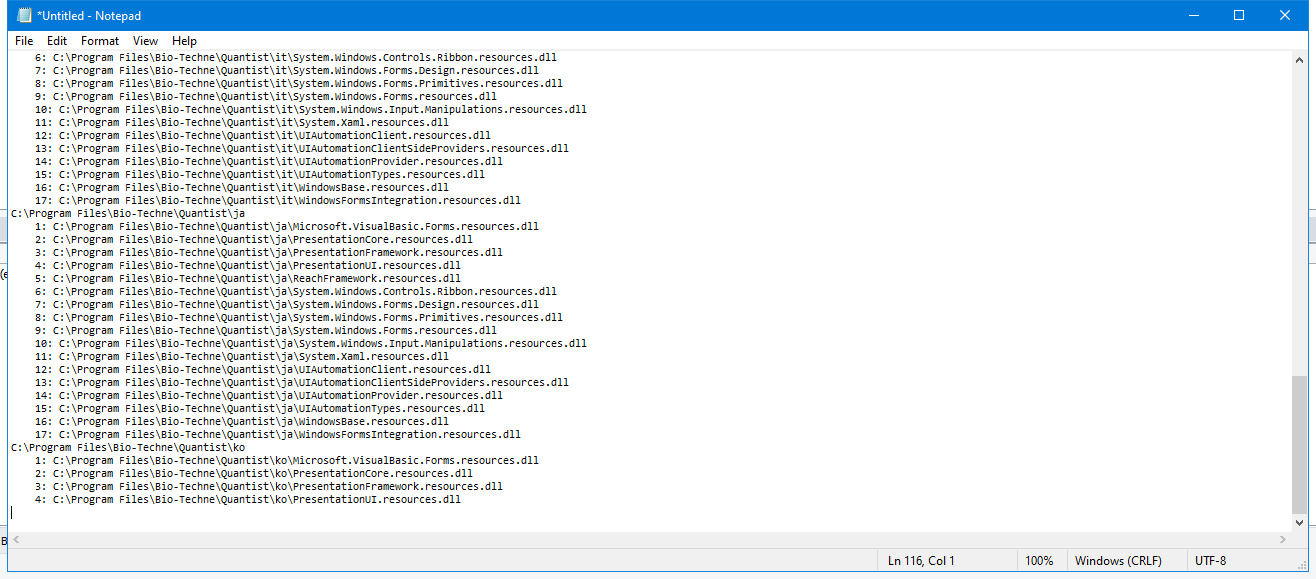 *Untitled - Notepad
File Edit Format View Help
6: C:\Program Files\Bio-Techne\Quantist\it\System.Windows.Controls.Ribbon.resources.dll
7: C:\Program Files\Bio-Techne\Quantist\it\System.Windows.Forms.Design.resources.dll
8: C:\Program Files\Bio-Techne\Quantist\it\System.Windows.Forms.Primitives.resources.dll
9: C:\Program Files\Bio-Techne\Quantist\it\System.Windows.Forms.resources.dll
10: C:\Program Files\Bio-Techne\Quantist\it\System.Windows.Input.Manipulations.resources.dll
11: C:\Program Files\Bio-Techne\Quantist\it\System.Xaml.resources.dll
12: C:\Program Files\Bio-Techne\Quantist\it\UIAutomationClient.resources.dll
13: C:\Program Files\Bio-Techne\Quantist\it\UIAutomationClientSideProviders.resources.dll
14: C:\Program Files\Bio-Techne\Quantist\it\UIAutomationProvider.resources.dll
15: C:\Program Files\Bio-Techne\Quantist\it\UIAutomationTypes.resources.dll
16: C:\Program Files\Bio-Techne\Quantist\it\WindowsBase.resources.dll
17: C:\Program Files\Bio-Techne\Quantist\it\WindowsFormsIntegration.resources.dll
C:\Program Files\Bio-Techne\Quantist\ja
1: C:\Program Files\Bio-Techne\Quantist\ja\Microsoft.VisualBasic.Forms.resources.dll
2: C:\Program Files\Bio-Techne\Quantist\ja\PresentationCore.resources.dll
3: C:\Program Files\Bio-Techne\Quantist\ja\PresentationFramework.resources.dll
4: C:\Program Files\Bio-Techne\Quantist\ja\PresentationUI.resources.dll
5: C:\Program Files\Bio-Techne\Quantist\ja\ReachFramework.resources.dll
6: C:\Program Files\Bio-Techne\Quantist\ja\System.Windows.Controls.Ribbon.resources.dll
7: C:\Program Files\Bio-Techne\Quantist\ja\System.Windows.Forms.Design.resources.dll
8: C:\Program Files\Bio-Techne\Quantist\ja\System.Windows.Forms.Primitives.resources.dll
9: C:\Program Files\Bio-Techne\Quantist\ja\System.Windows.Forms.resources.dll
10: C:\Program Files\Bio-Techne\Quantist\ja\System.Windows.Input.Manipulations.resources.dll
11: C:\Program Files\Bio-Techne\Quantist\ja\System.Xaml.resources.dll
12: C:\Program Files\Bio-Techne\Quantist\ja\UIAutomationClient.resources.dll
13: C:\Program Files\Bio-Techne\Quantist\ja\UIAutomationClientSideProviders.resources.dll
14: C:\Program Files\Bio-Techne\Quantist\ja\UIAutomationProvider.resources.dll
15: C:\Program Files\Bio-Techne\Quantist\ja\UIAutomationTypes.resources.dll
16: C:\Program Files\Bio-Techne\Quantist\ja\WindowsBase.resources.dll
17: C:\Program Files\Bio-Techne\Quantist\ja\WindowsFormsIntegration.resources.dll
C:\Program Files\Bio-Techne\Quantist\ko
1: C:\Program Files\Bio-Techne\Quantist\ko\Microsoft.VisualBasic.Forms.resources.dll
2: C:\Program Files\Bio-Techne\Quantist\ko\PresentationCore.resources.dll
3: C:\Program Files\Bio-Techne\Quantist\ko\PresentationFramework.resources.dll
4: C:\Program Files\Bio-Techne\Quantist\ko\PresentationUI.resources.dll
Ln 116, Col 1 100% Windows (CRLF) UTF-8